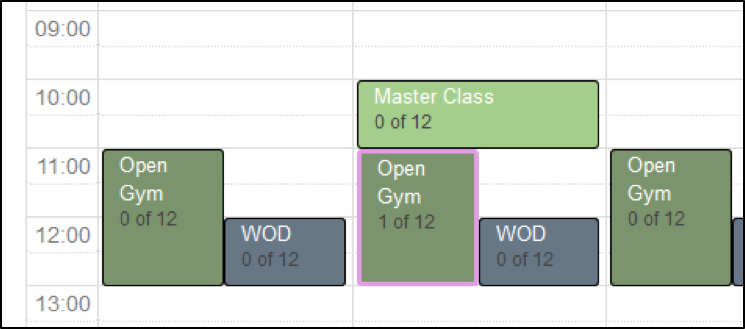 09:00
10:00
Master Class
0 of 12
11:00
Open
Gym
0 of 12
Open
Gym
1 of 12
Open
Gym
0 of 12
12:00
WOD
0 of 12
WOD
0 of 12
13:00